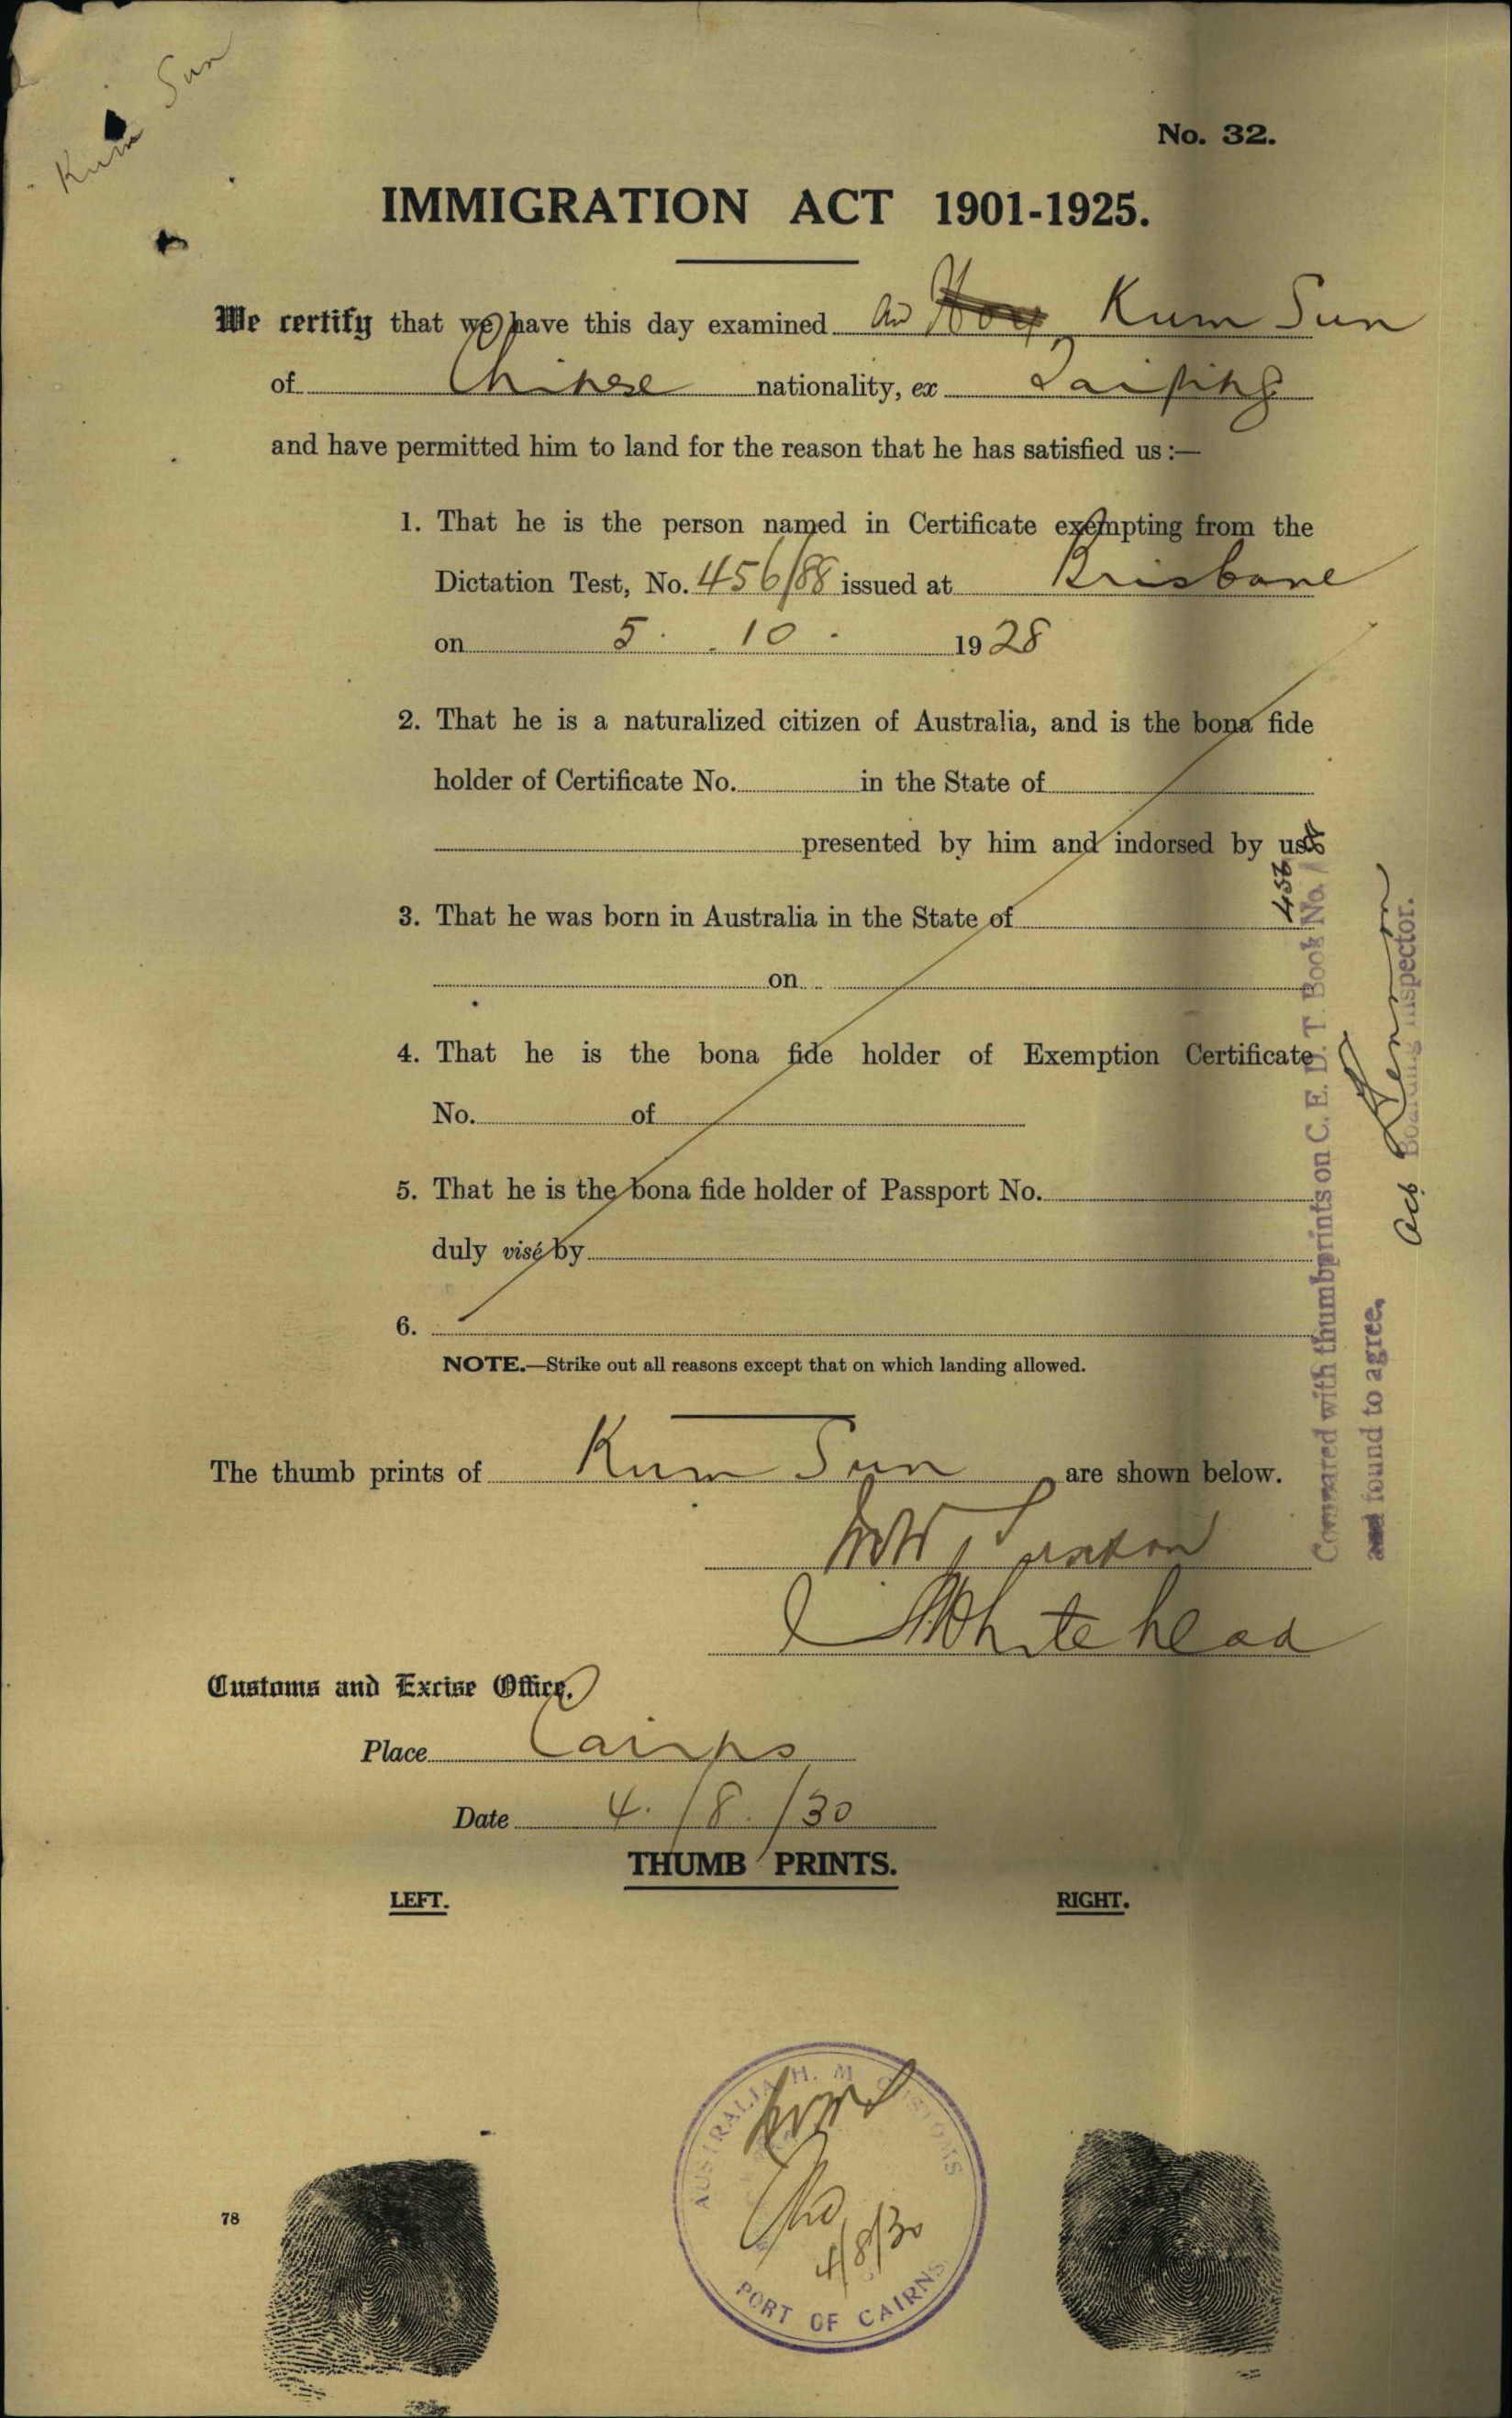 Kum Sun
No. 32.
IMMIGRATION ACT 1901-1925.
We certify that we have this day examined Kum Sun
of Chinese nationality, ex Taiping
and have permitted him to land for the reason that he has satisfied us :—
1. That he is the person named in Certificate exempting from the
Dictation Test, No. 456/88 issued at Brisbane
on 5. 10. 1928
2. That he is a naturalized citizen of Australia, and is the bona fide
holder of Certificate No. in the State of
presented by him and indorsed by us.
3. That he was born in Australia in the State of
on
4. That he is the bona fide holder of Exemption Certificate
No. of
5. That he is the bona fide holder of Passport No.
duly visé by
6.
NOTE.—Strike out all reasons except that on which landing allowed.
The thumb prints of Kum Sun are shown below.
Whitehead
Customs and Excise Office.
Place Cairns
Date 4./8./30
THUMB PRINTS.
LEFT. RIGHT.
78
AUSTRALIA H. M. CUSTOMS
4/8/30
PORT OF CAIRNS
Compared with thumbprints on C. E. D. T. Book No. 456/88
and found to agree.
Boarding Inspector.